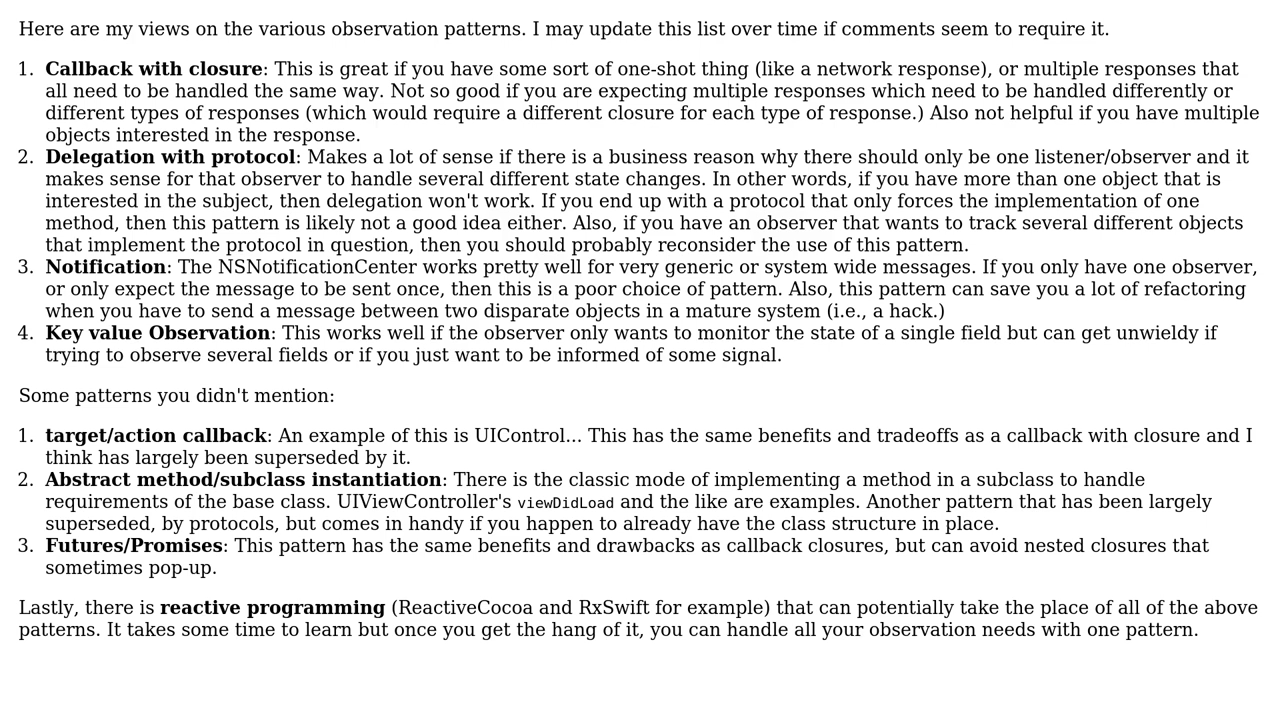 Here are my views on the various observation patterns. I may update this list over time if comments seem to require it.
1. Callback with closure: This is great if you have some sort of one-shot thing (like a network response), or multiple responses that
all need to be handled the same way. Not so good if you are expecting multiple responses which need to be handled differently or
different types of responses (which would require a different closure for each type of response.) Also not helpful if you have multiple
objects interested in the response.
2. Delegation with protocol: Makes a lot of sense if there is a business reason why there should only be one listener/observer and it
makes sense for that observer to handle several different state changes. In other words, if you have more than one object that is
interested in the subject, then delegation won't work. If you end up with a protocol that only forces the implementation of one
method, then this pattern is likely not a good idea either. Also, if you have an observer that wants to track several different objects
that implement the protocol in question, then you should probably reconsider the use of this pattern.
3. Notification: The NSNotificationCenter works pretty well for very generic or system wide messages. If you only have one observer,
or only expect the message to be sent once, then this is a poor choice of pattern. Also, this pattern can save you a lot of refactoring
when you have to send a message between two disparate objects in a mature system (i.e., a hack.)
4. Key value Observation: This works well if the observer only wants to monitor the state of a single field but can get unwieldy if
trying to observe several fields or if you just want to be informed of some signal.
Some patterns you didn't mention:
1. target/action callback: An example of this is UIControl... This has the same benefits and tradeoffs as a callback with closure and I
think has largely been superseded by it.
2. Abstract method/subclass instantiation: There is the classic mode of implementing a method in a subclass to handle
requirements of the base class. UIViewController's viewDidLoad and the like are examples. Another pattern that has been largely
superseded, by protocols, but comes in handy if you happen to already have the class structure in place.
3. Futures/Promises: This pattern has the same benefits and drawbacks as callback closures, but can avoid nested closures that
sometimes pop-up.
Lastly, there is reactive programming (ReactiveCocoa and RxSwift for example) that can potentially take the place of all of the above
patterns. It takes some time to learn but once you get the hang of it, you can handle all your observation needs with one pattern.